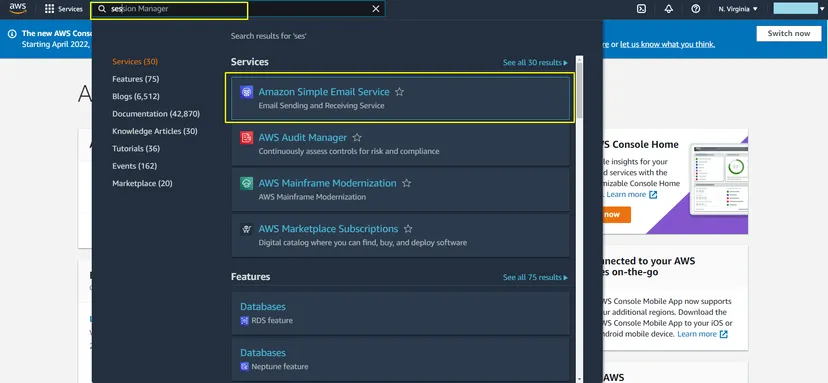 aws
Services
session Manager
N. Virginia
The new AWS Cons
Starting April 2022,
re or let us know what you think.
Switch now
Search results for 'ses'
Services (30)
Features (75)
Blogs (6,512)
Documentation (42,870)
Knowledge Articles (30)
Tutorials (36)
Events (162)
Marketplace (20)
Services
See all 30 results
Amazon Simple Email Service
Email Sending and Receiving Service
AWS Audit Manager
Continuously assess controls for risk and compliance
AWS Mainframe Modernization
AWS Mainframe Modernization
AWS Marketplace Subscriptions
Digital catalog where you can find, buy, and deploy software
Features
See all 75 results
Databases
RDS feature
Databases
Neptune feature
A
WS Console Home
le insights for your
d services with the
mizable Console Home
. Learn more
now
nnected to your AWS
es on-the-go
WS Console Mobile App now supports
ur additional regions. Download the
WS Console Mobile App to your iOS or
ndroid mobile device. Learn more
AWS